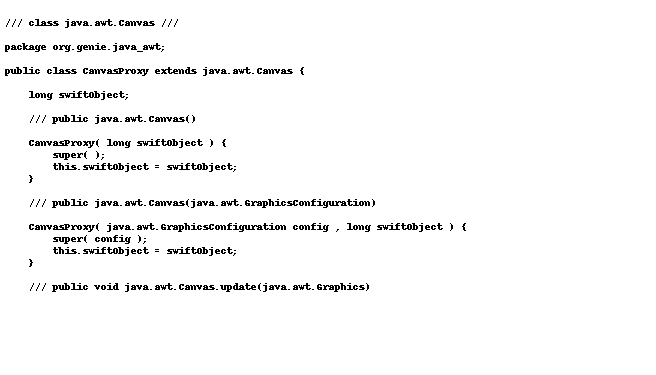 /// class java.awt.Canvas ///
package org.genie.java_awt;
public class CanvasProxy extends java.awt.Canvas {
long swiftObject;
/// public java.awt.Canvas()
CanvasProxy( long swiftObject ) {
super( );
this.swiftObject = swiftObject;
}
/// public java.awt.Canvas(java.awt.GraphicsConfiguration)
CanvasProxy( java.awt.GraphicsConfiguration config , long swiftObject ) {
super( config );
this.swiftObject = swiftObject;
}
/// public void java.awt.Canvas.update(java.awt.Graphics)